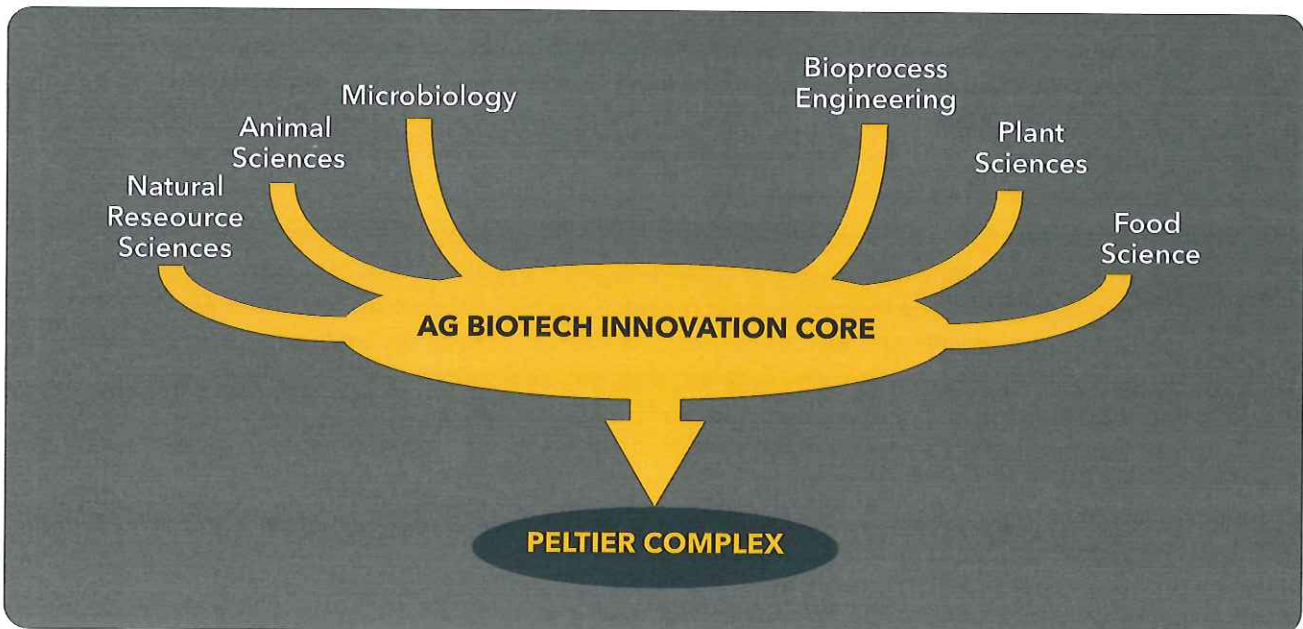 Microbiology
Animal
Sciences
Natural
Reseource
Sciences
Bioprocess
Engineering
Plant
Sciences
Food
Science
AG BIOTECH INNOVATION CORE
PELTIER COMPLEX